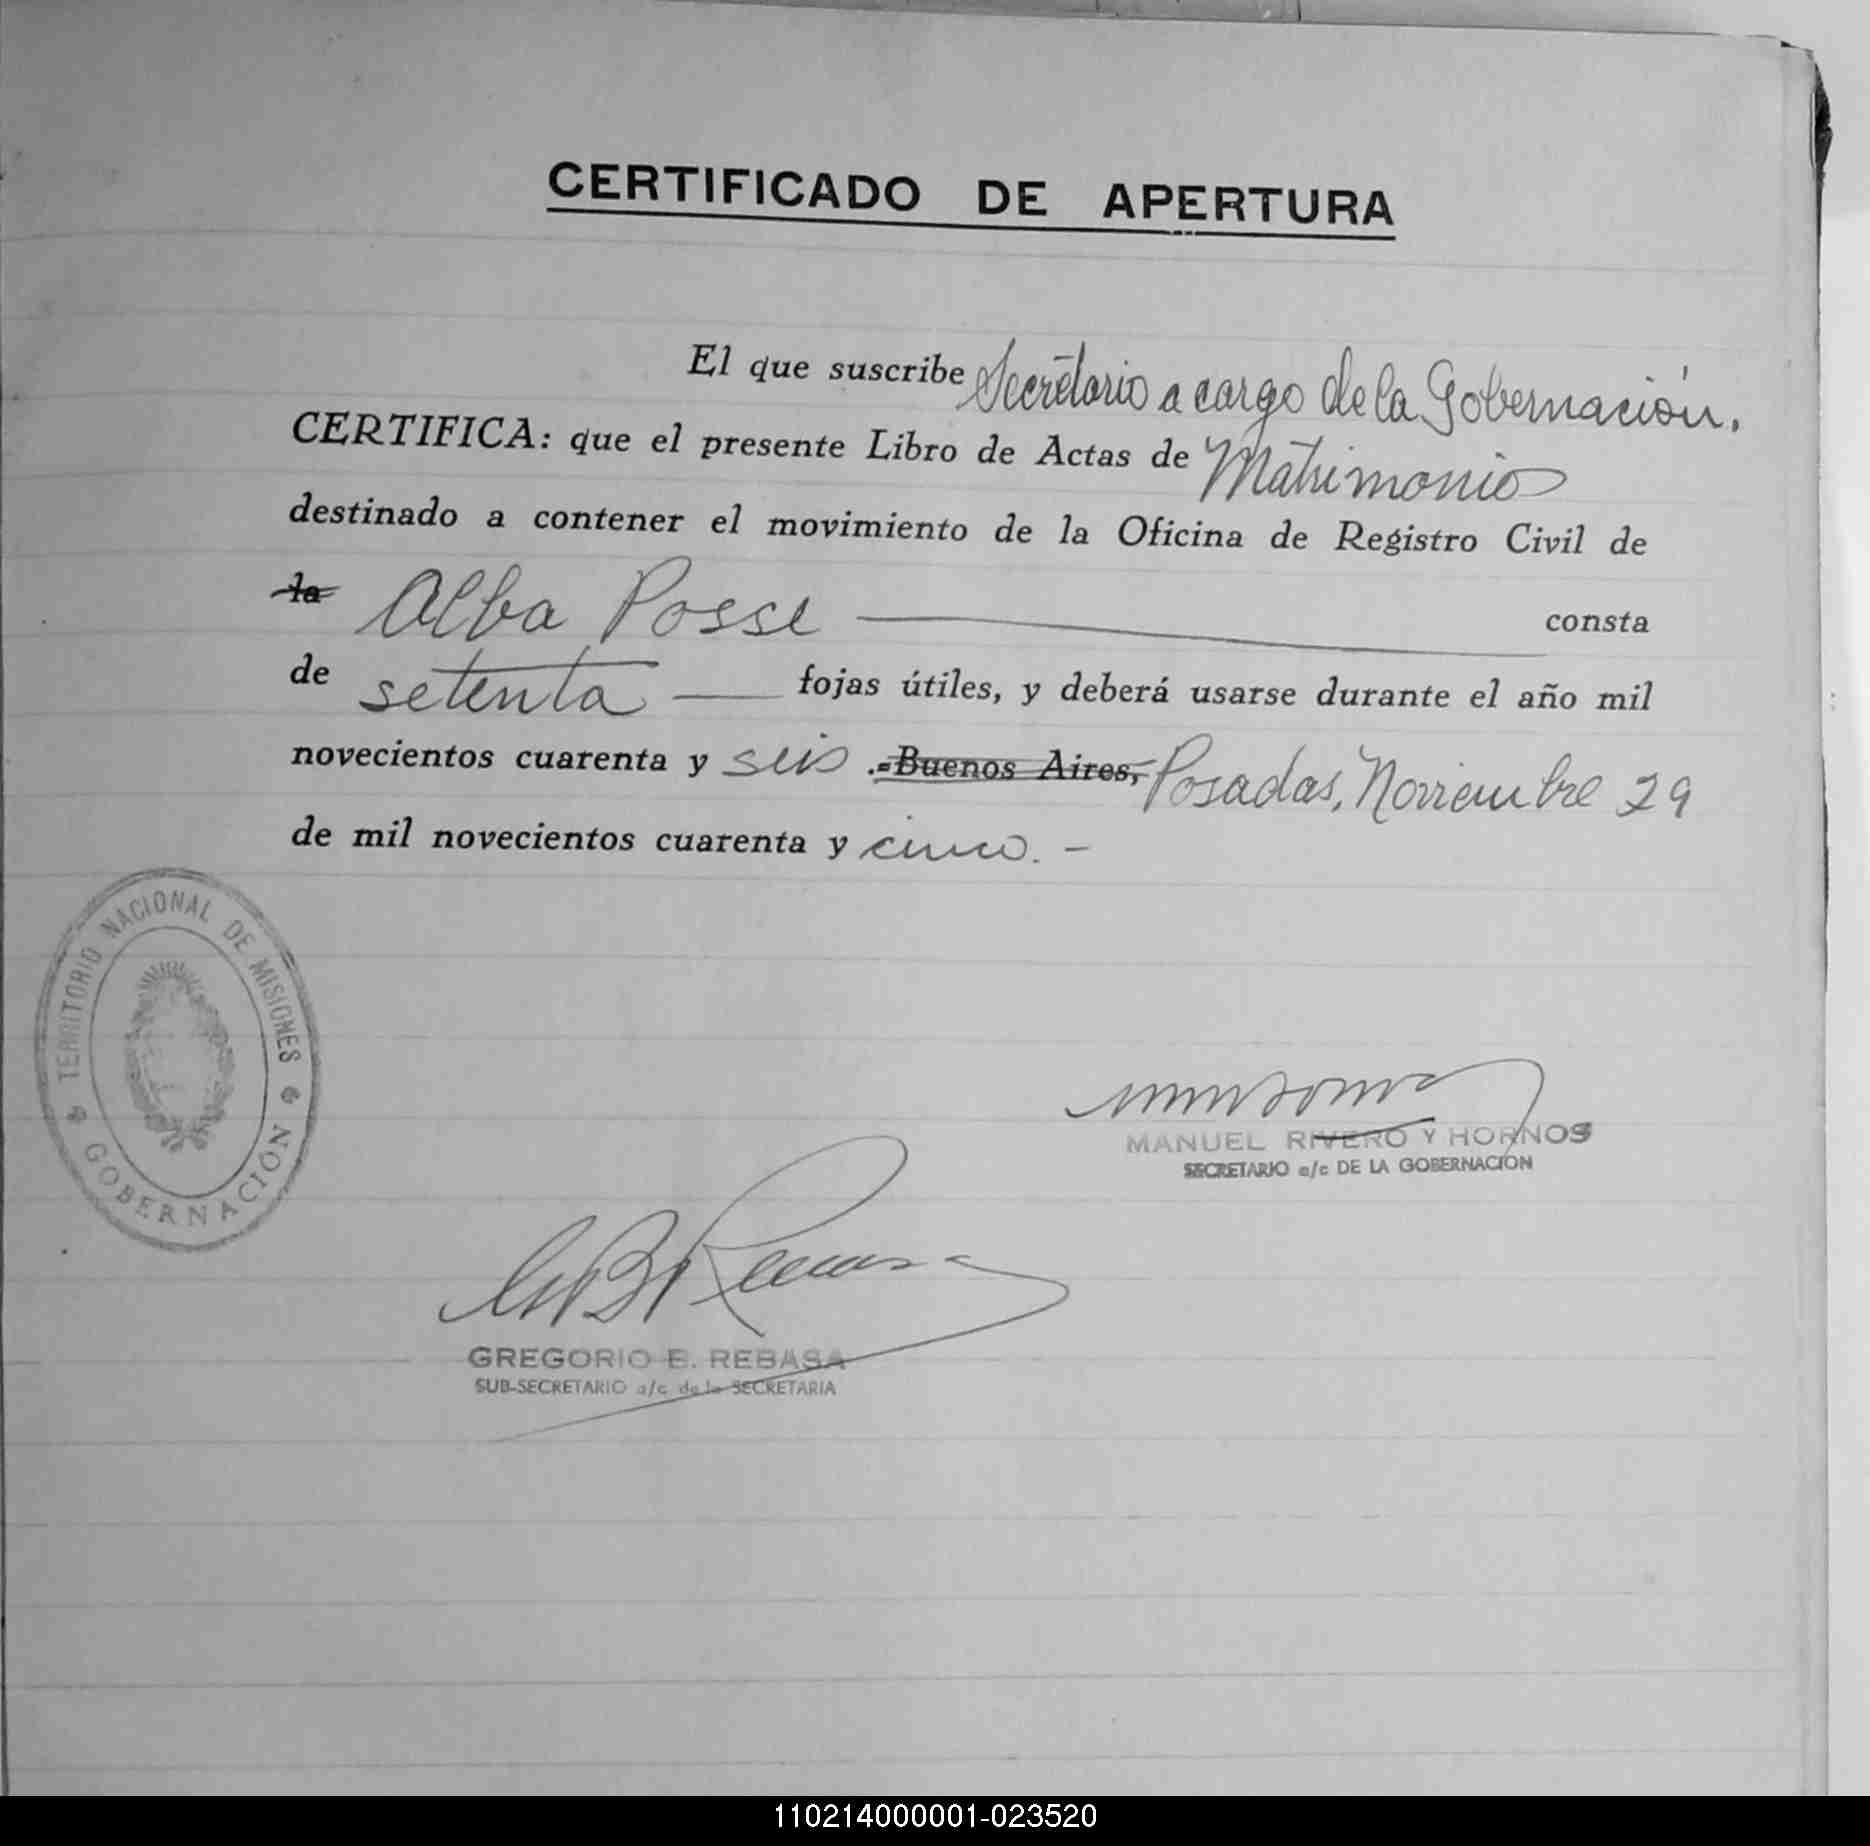 CERTIFICADO DE APERTURA
El que suscribe Secretario a cargo de la Gobernación,
CERTIFICA: que el presente Libro de Actas de Matrimonio
destinado a contener el movimiento de la Oficina de Registro Civil de
la Alba Posse consta
de setenta fojas útiles, y deberá usarse durante el año mil
novecientos cuarenta y seis .=Buenos Aires, Posadas, Noviembre 29
de mil novecientos cuarenta y cinco. -
TERRITORIO NACIONAL DE MISIONES
GOBERNACIÓN
MANUEL RIVERO Y HORNOS
SECRETARIO a/c DE LA GOBERNACION
GREGORIO E. REBASA
SUB-SECRETARIO a/c de la SECRETARIA
110214000001-023520